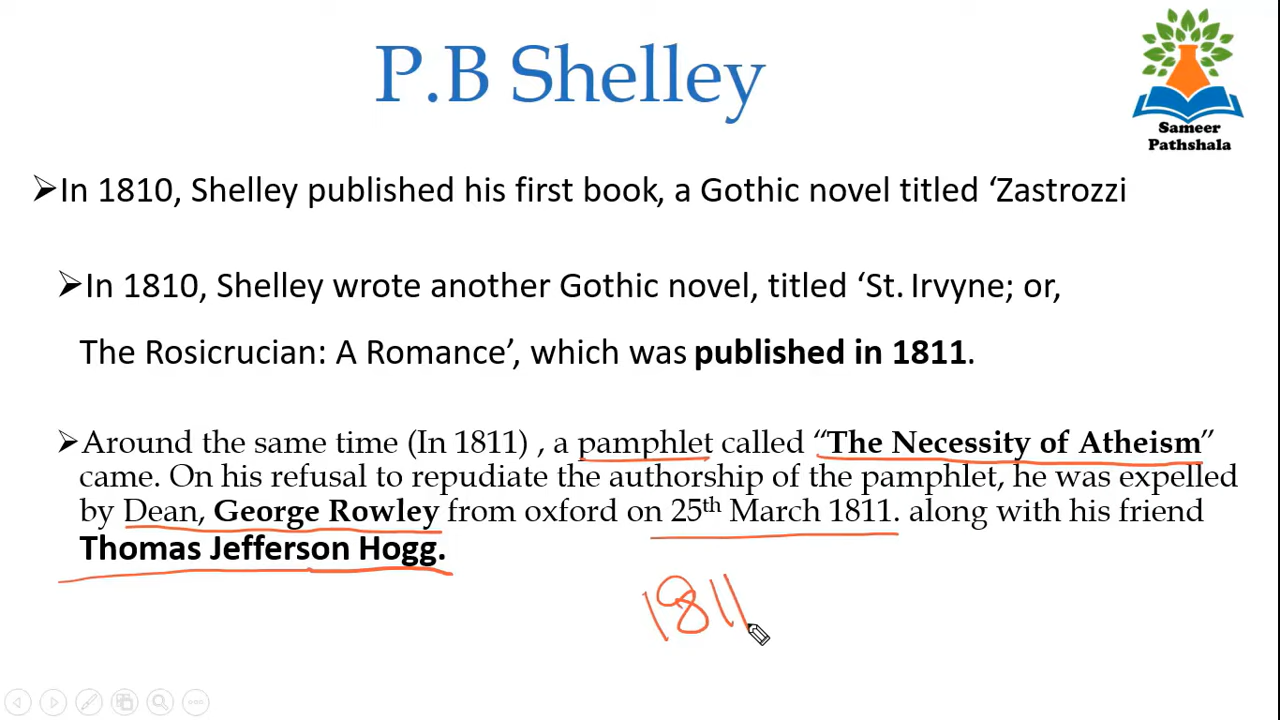 P.B Shelley
Sameer
Pathshala
➢In 1810, Shelley published his first book, a Gothic novel titled ‘Zastrozzi
➢In 1810, Shelley wrote another Gothic novel, titled ‘St. Irvyne; or,
The Rosicrucian: A Romance’, which was published in 1811.
➢Around the same time (In 1811) , a pamphlet called “The Necessity of Atheism”
came. On his refusal to repudiate the authorship of the pamphlet, he was expelled
by Dean, George Rowley from oxford on 25th March 1811. along with his friend
Thomas Jefferson Hogg.
1811